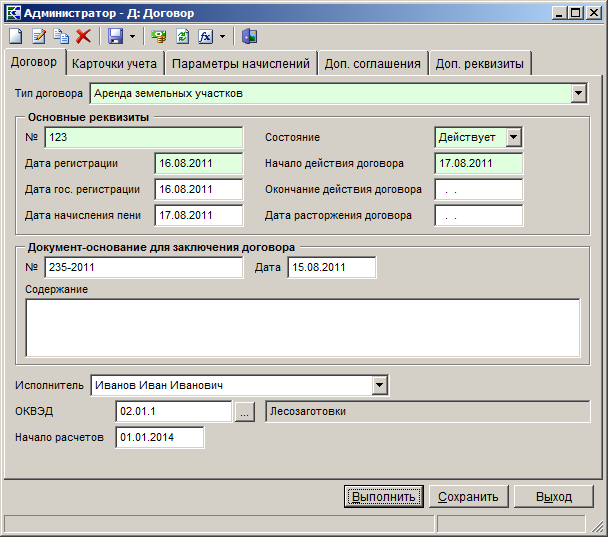 Администратор - Д: Договор
Договор Карточки учета Параметры начислений Доп. соглашения Доп. реквизиты
Тип договора Аренда земельных участков
Основные реквизиты
№ 123 Состояние Действует
Дата регистрации 16.08.2011 Начало действия договора 17.08.2011
Дата гос. регистрации 16.08.2011 Окончание действия договора . .
Дата начисления пени 17.08.2011 Дата расторжения договора . .
Документ-основание для заключения договора
№ 235-2011 Дата 15.08.2011
Содержание
Исполнитель Иванов Иван Иванович
ОКВЭД 02.01.1 ... Лесозаготовки
Начало расчетов 01.01.2014
Выполнить Сохранить Выход